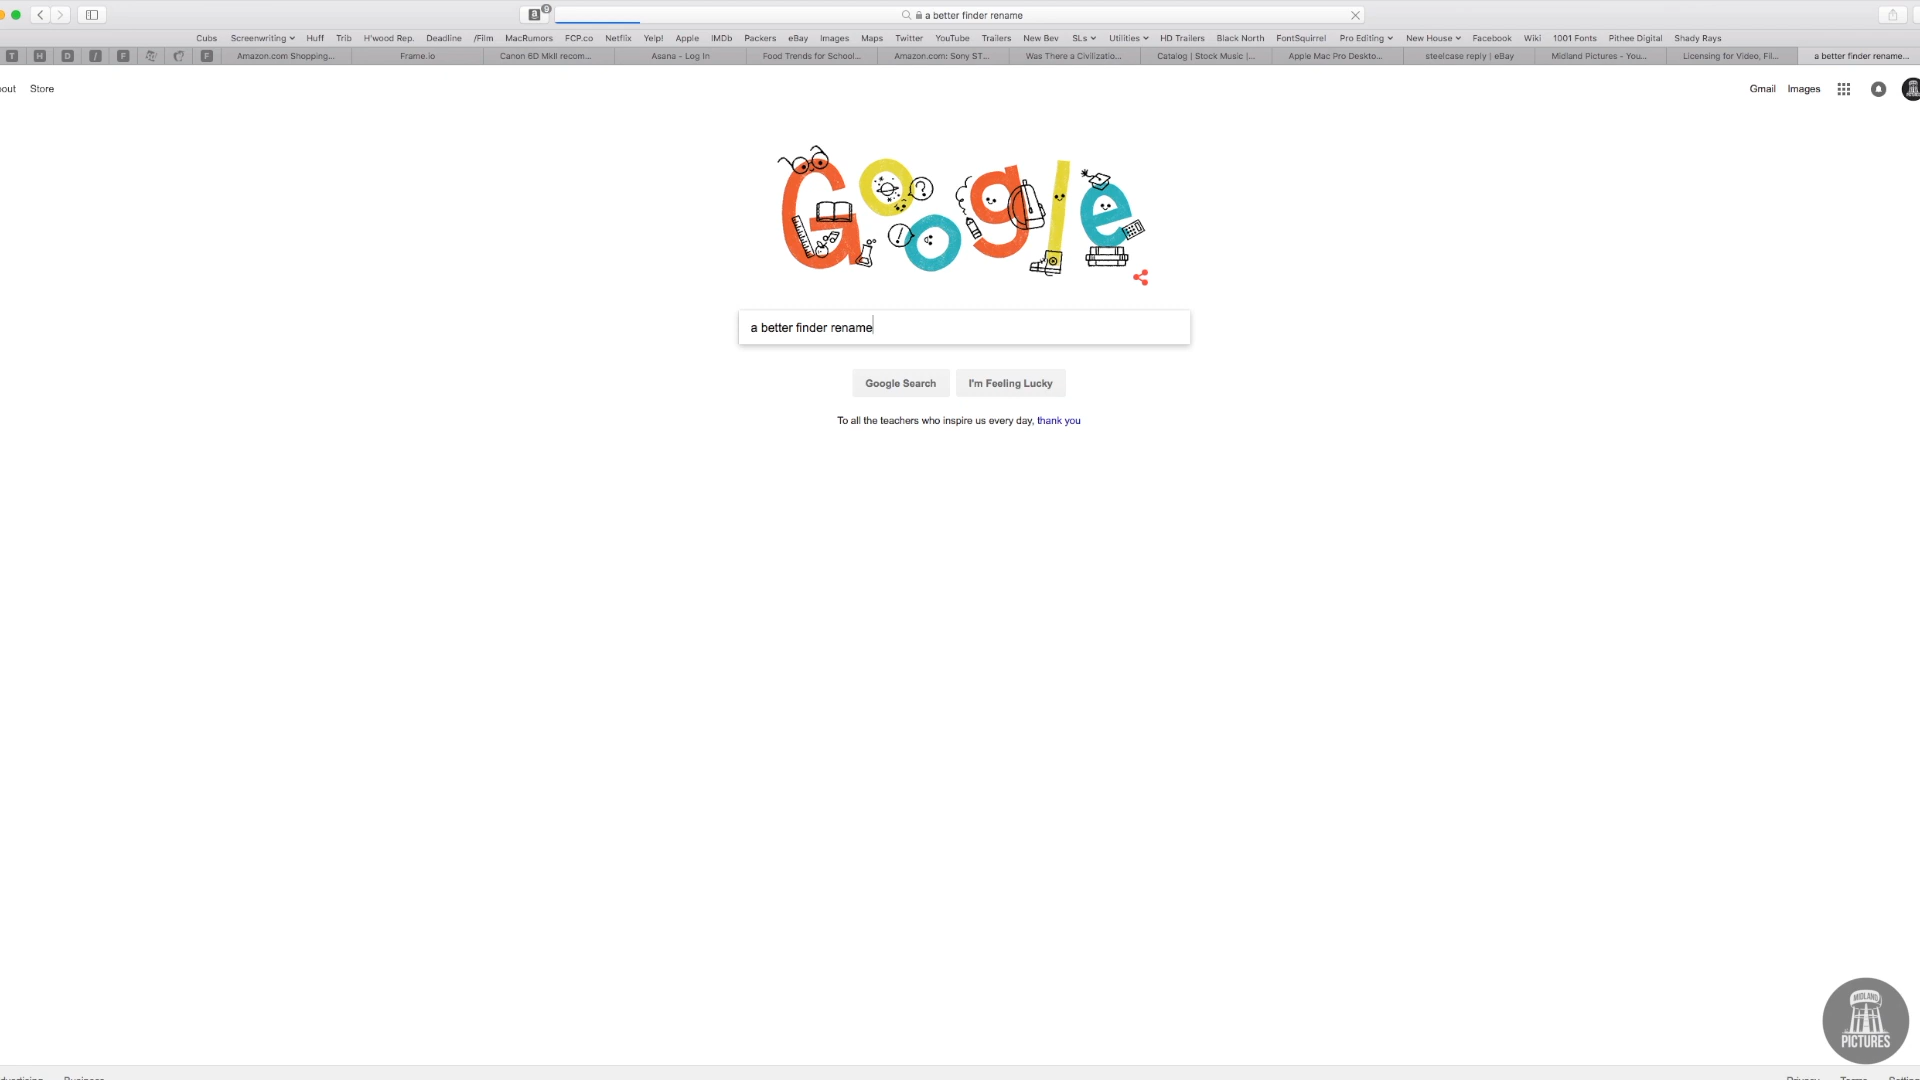 a better finder rename
Cubs Screenwriting Huff Trib H'wood Rep. Deadline /Film MacRumors FCP.co Netflix Yelp! Apple IMDb Packers eBay Images Maps Twitter YouTube Trailers New Bev SLs Utilities HD Trailers Black North FontSquirrel Pro Editing New House Facebook Wiki 1001 Fonts Pithee Digital Shady Rays
T H D / F F Amazon.com Shopping... Frame.io Canon 6D MkII recom... Asana - Log In Food Trends for School... Amazon.com: Sony ST... Was There a Civilizatio... Catalog | Stock Music |... Apple Mac Pro Deskto... steelcase reply | eBay Midland Pictures - You... Licensing for Video, Fil... a better finder rename...
out Store Gmail Images
Google
a better finder rename
Google Search I'm Feeling Lucky
To all the teachers who inspire us every day, thank you
MIDLAND
PICTURES